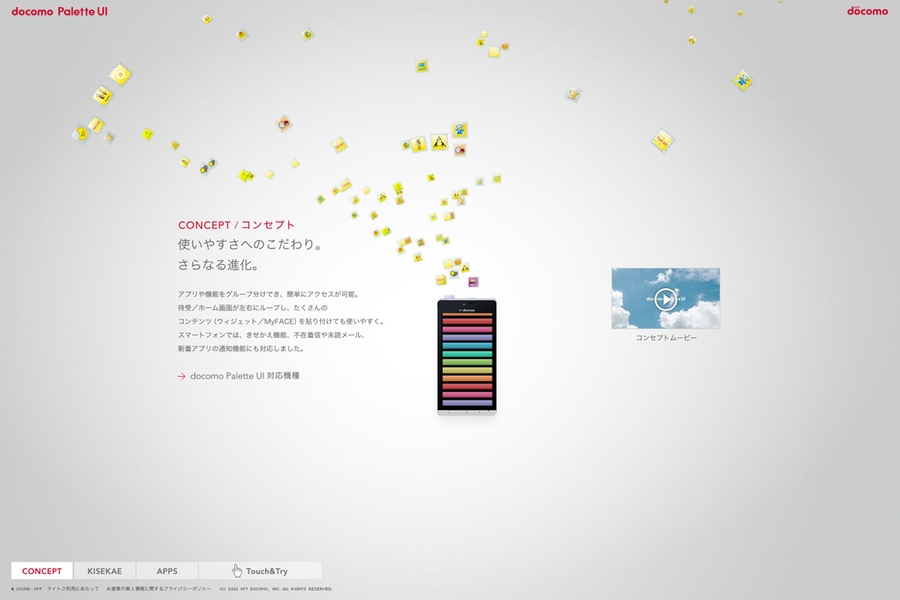 docomo Palette UI
döcomo
CONCEPT / コンセプト
使いやすさへのこだわり。
さらなる進化。
アプリや機能をグループ分けでき、簡単にアクセスが可能。
待受／ホーム画面が左右にループし、たくさんの
コンテンツ（ウィジェット／MyFACE）を貼り付けても使いやすく。
スマートフォンでは、きせかえ機能、不在着信や未読メール、
新着アプリの通知機能にも対応しました。
→ docomo Palette UI 対応機種
コンセプトムービー
CONCEPT
KISEKAE
APPS
Touch&Try
SOUND:OFF サイトご利用にあたって お客様の個人情報に関するプライバシーポリシー (C) 2011 NTT DOCOMO, INC. ALL RIGHTS RESERVED.